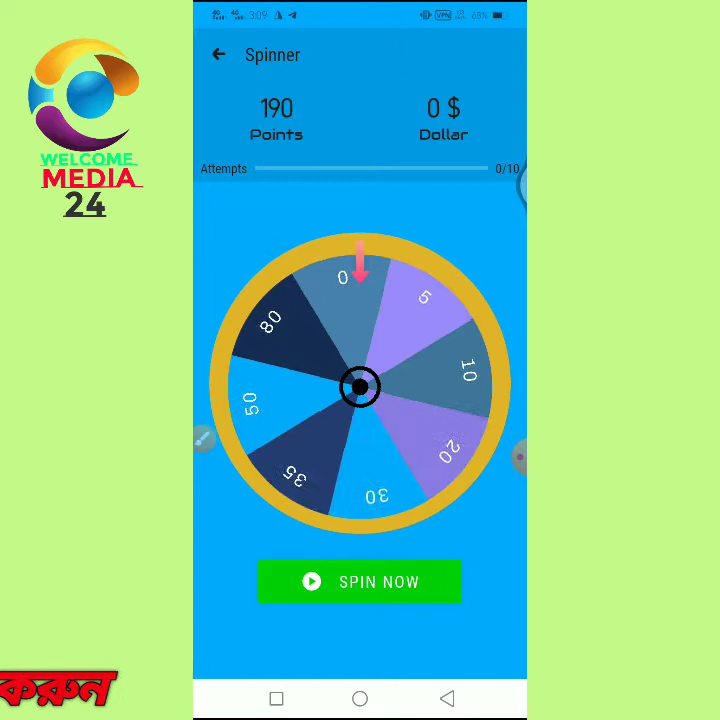 3:09
VPN
65%
Spinner
190
0 $
Points
Dollar
Attempts
0/10
WELCOME
MEDIA
24
0
5
10
20
30
35
50
80
SPIN NOW
করুন